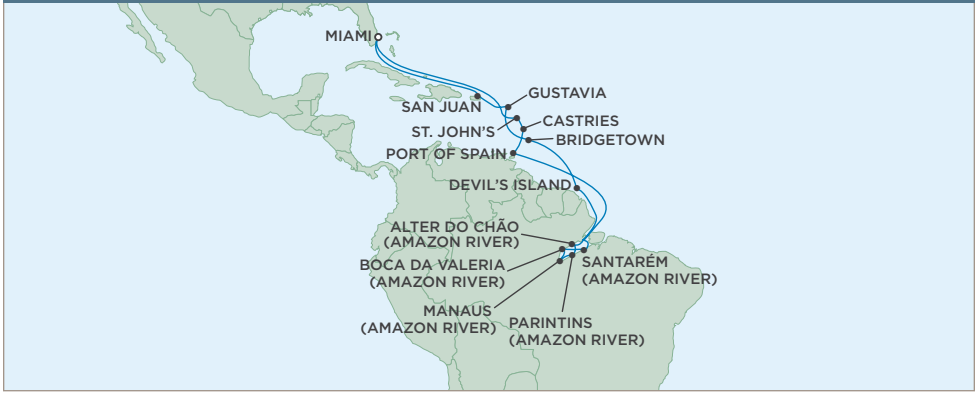 MIAMI
GUSTAVIA
SAN JUAN
CASTRIES
ST. JOHN'S
BRIDGETOWN
PORT OF SPAIN
DEVIL'S ISLAND
ALTER DO CHÃO
(AMAZON RIVER)
BOCA DA VALERIA
(AMAZON RIVER)
SANTARÉM
(AMAZON RIVER)
MANAUS
(AMAZON RIVER)
PARINTINS
(AMAZON RIVER)